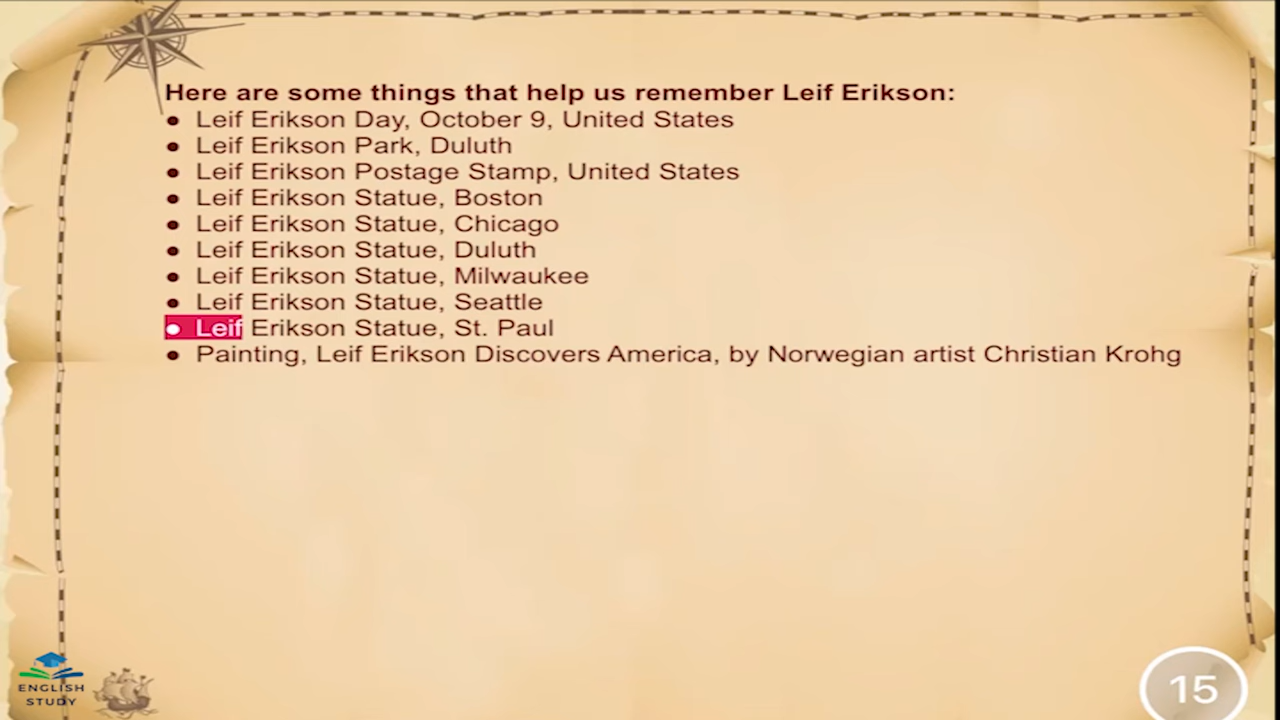 Here are some things that help us remember Leif Erikson:
● Leif Erikson Day, October 9, United States
● Leif Erikson Park, Duluth
● Leif Erikson Postage Stamp, United States
● Leif Erikson Statue, Boston
● Leif Erikson Statue, Chicago
● Leif Erikson Statue, Duluth
● Leif Erikson Statue, Milwaukee
● Leif Erikson Statue, Seattle
● Leif Erikson Statue, St. Paul
● Painting, Leif Erikson Discovers America, by Norwegian artist Christian Krohg
ENGLISH
STUDY
15